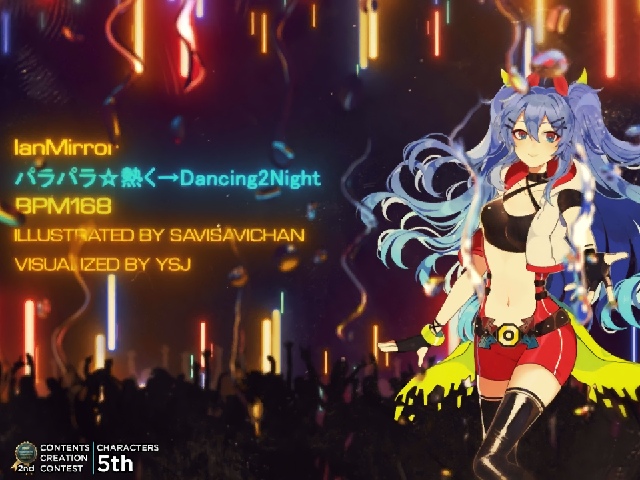 IanMirror
パラパラ☆熱く→Dancing2Night
BPM168
ILLUSTRATED BY SAVISAVICHAN
VISUALIZED BY YSJ
2nd
CONTENTS
CREATION
CONTEST
CHARACTERS
5th